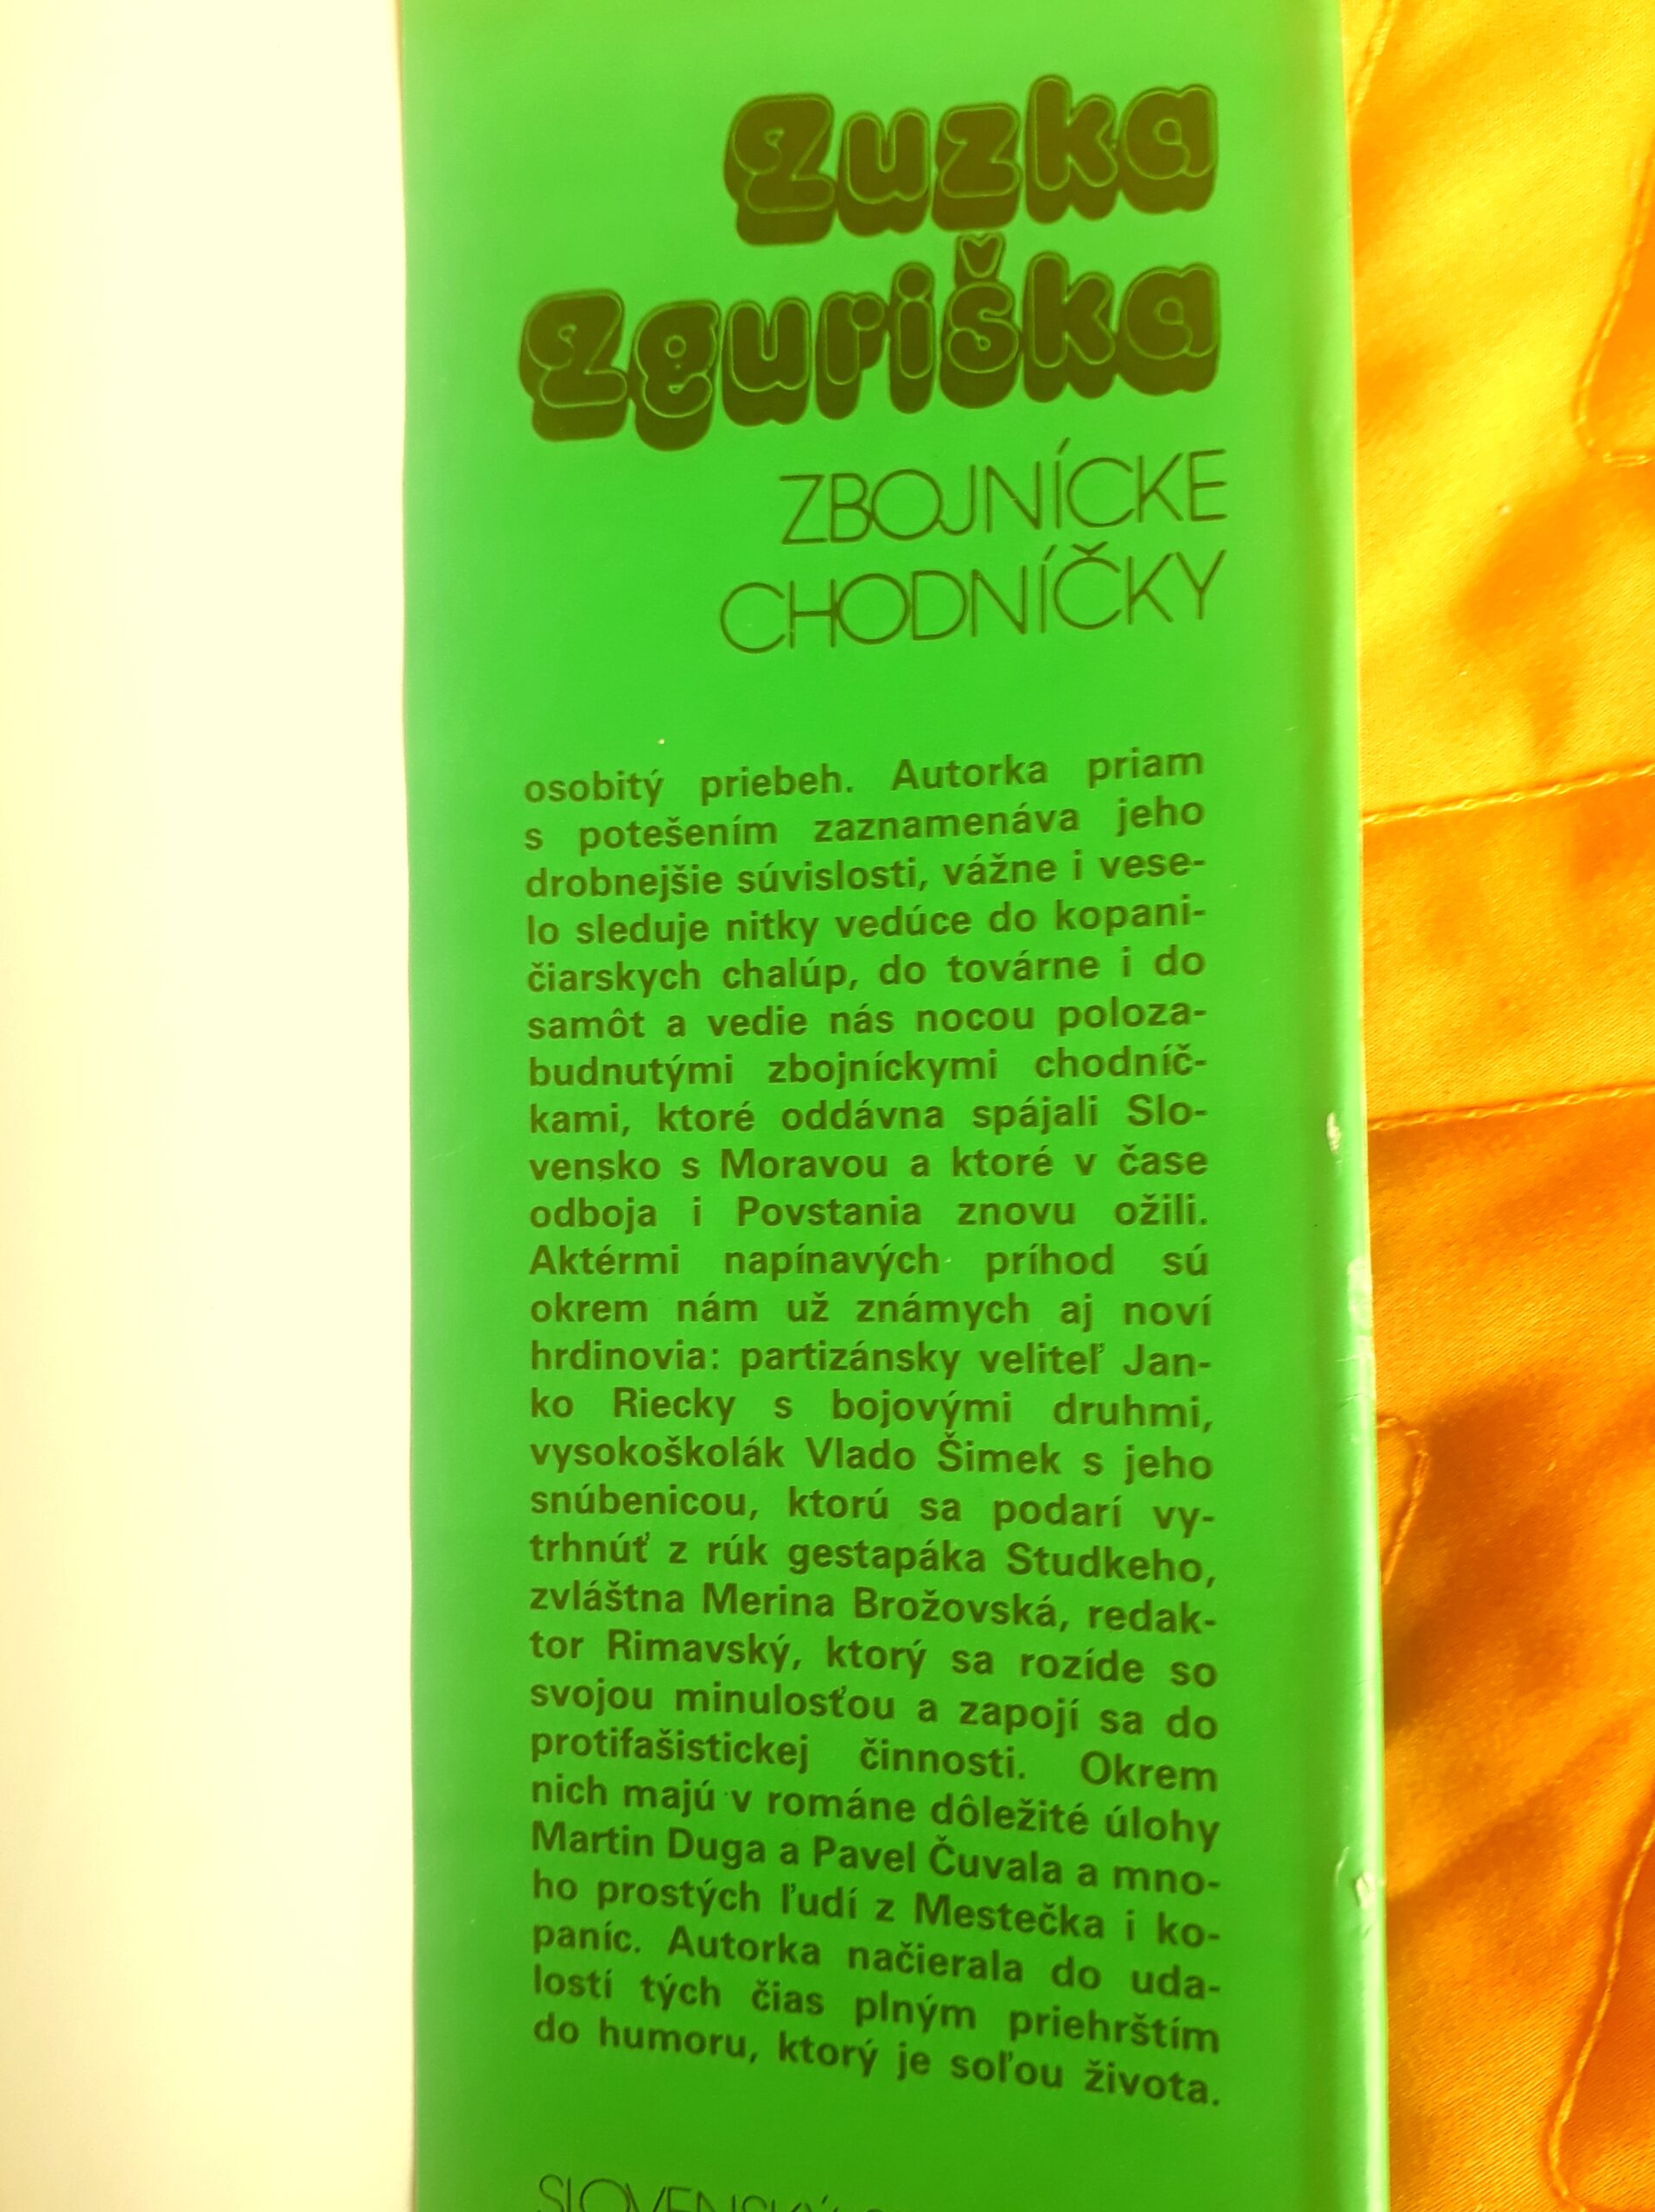 Zuzka
Zguriška
ZBOJNÍCKE
CHODNÍČKY
osobitý priebeh. Autorka priam
s potešením zaznamenáva jeho
drobnejšie súvislosti, vážne i vese-
lo sleduje nitky vedúce do kopani-
čiarskych chalúp, do továrne i do
samôt a vedie nás nocou poloza-
budnutými zbojníckymi chodníč-
kami, ktoré oddávna spájali Slo-
vensko s Moravou a ktoré v čase
odboja i Povstania znovu ožili.
Aktérmi napínavých príhod sú
okrem nám už známych aj noví
hrdinovia: partizánsky veliteľ Jan-
ko Riecky s bojovými druhmi,
vysokoškolák Vlado Šimek s jeho
snúbenicou, ktorú sa podarí vy-
trhnúť z rúk gestapáka Studkeho,
zvláštna Merina Brožovská, redak-
tor Rimavský, ktorý sa rozíde so
svojou minulosťou a zapojí sa do
protifašistickej činnosti. Okrem
nich majú v románe dôležité úlohy
Martin Duga a Pavel Čuvala a mno-
ho prostých ľudí z Mestečka i ko-
paníc. Autorka načierala do uda-
lostí tých čias plným priehrštím
do humoru, ktorý je soľou života.
SLOVENSKÝ